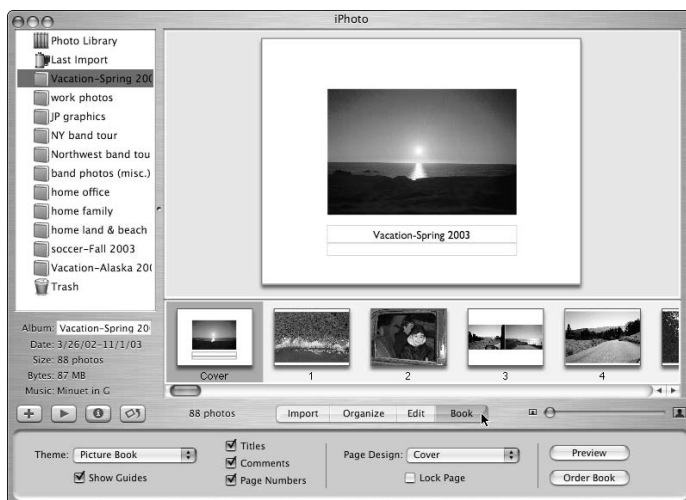 iPhoto
Photo Library
Last Import
Vacation-Spring 200
work photos
JP graphics
NY band tour
Northwest band tou
band photos (misc.)
home office
home family
home land & beach
soccer-Fall 2003
Vacation-Alaska 200
Trash
Vacation-Spring 2003
Album: Vacation-Spring 20
Date: 3/26/02-11/1/03
Size: 88 photos
Bytes: 87 MB
Music: Minuet in G
Cover 1 2 3 4
88 photos Import Organize Edit Book
Theme: Picture Book
Show Guides
Titles
Comments
Page Numbers
Page Design: Cover
Lock Page
Preview
Order Book